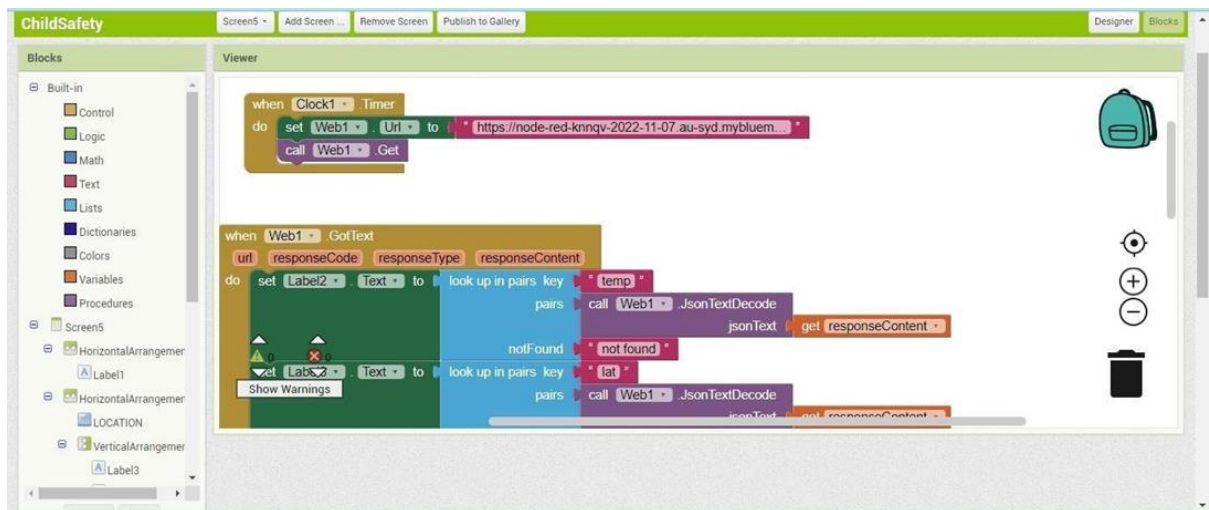 ChildSafety Screen5 Add Screen ... Remove Screen Publish to Gallery Designer Blocks
Blocks
Viewer
Built-in
Control
Logic
Math
Text
Lists
Dictionaries
Colors
Variables
Procedures
Screen5
HorizontalArrangemer
Label1
HorizontalArrangemer
LOCATION
VerticalArrangemer
Label3
when Clock1 .Timer
do set Web1 . Url to " https://node-red-knnqv-2022-11-07.au-syd.mybluem... "
call Web1 .Get
when Web1 .GotText
url responseCode responseType responseContent
do set Label2 . Text to look up in pairs key " temp "
pairs call Web1 .JsonTextDecode
jsonText get responseContent
notFound " not found "
set Text to look up in pairs key " lat "
pairs call Web1 .JsonTextDecode
jsonText get responseContent
0 0
Show Warnings